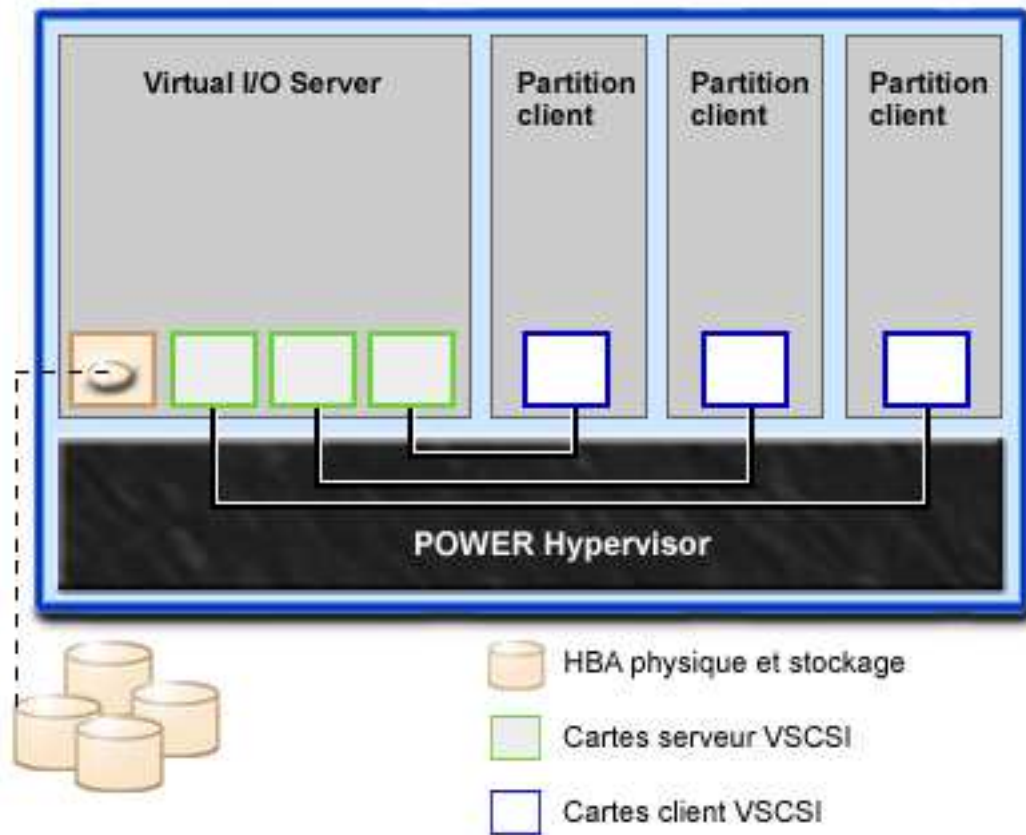 Virtual I/O Server
Partition
client
Partition
client
Partition
client
POWER Hypervisor
HBA physique et stockage
Cartes serveur VSCSI
Cartes client VSCSI